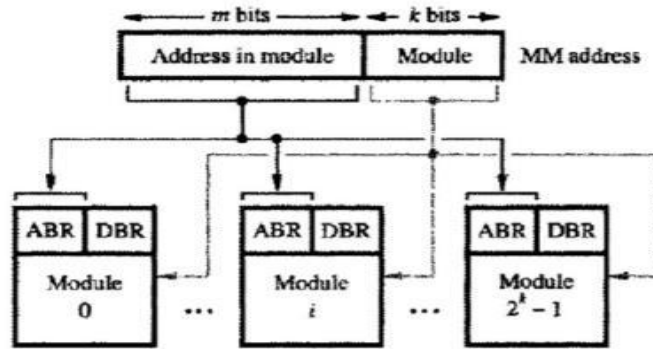 m bits k bits
Address in module Module MM address
ABR DBR ABR DBR ABR DBR
Module Module Module
0 ... i ... 2^k - 1